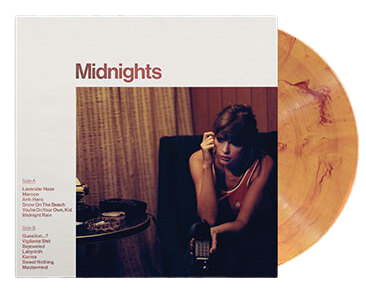 Midnights
Side A
Lavender Haze
Maroon
Anti-Hero
Snow On The Beach
You're On Your Own, Kid
Midnight Rain
Side B
Question...?
Vigilante Shit
Bejeweled
Labyrinth
Karma
Sweet Nothing
Mastermind